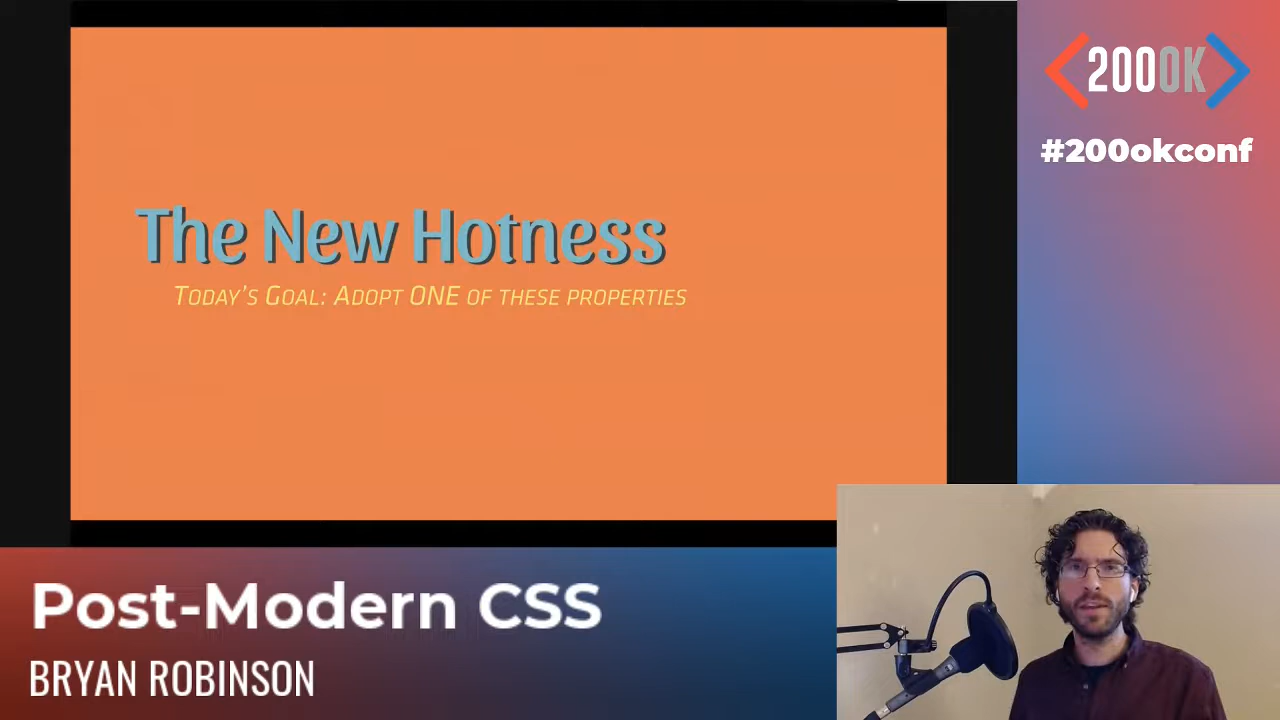 The New Hotness
Today's Goal: Adopt ONE of these properties
200OK
#200okconf
Post-Modern CSS
BRYAN ROBINSON